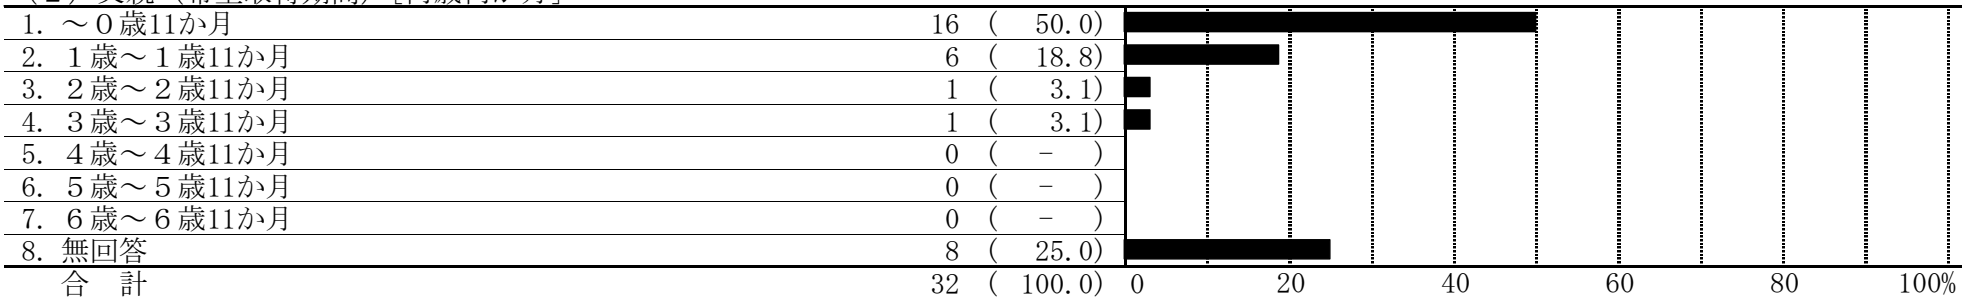 1. ～０歳11か月 16 ( 50.0)
2. １歳～１歳11か月 6 ( 18.8)
3. ２歳～２歳11か月 1 ( 3.1)
4. ３歳～３歳11か月 1 ( 3.1)
5. ４歳～４歳11か月 0 ( － )
6. ５歳～５歳11か月 0 ( － )
7. ６歳～６歳11か月 0 ( － )
8. 無回答 8 ( 25.0)
合　計 32 ( 100.0) 0 20 40 60 80 100%